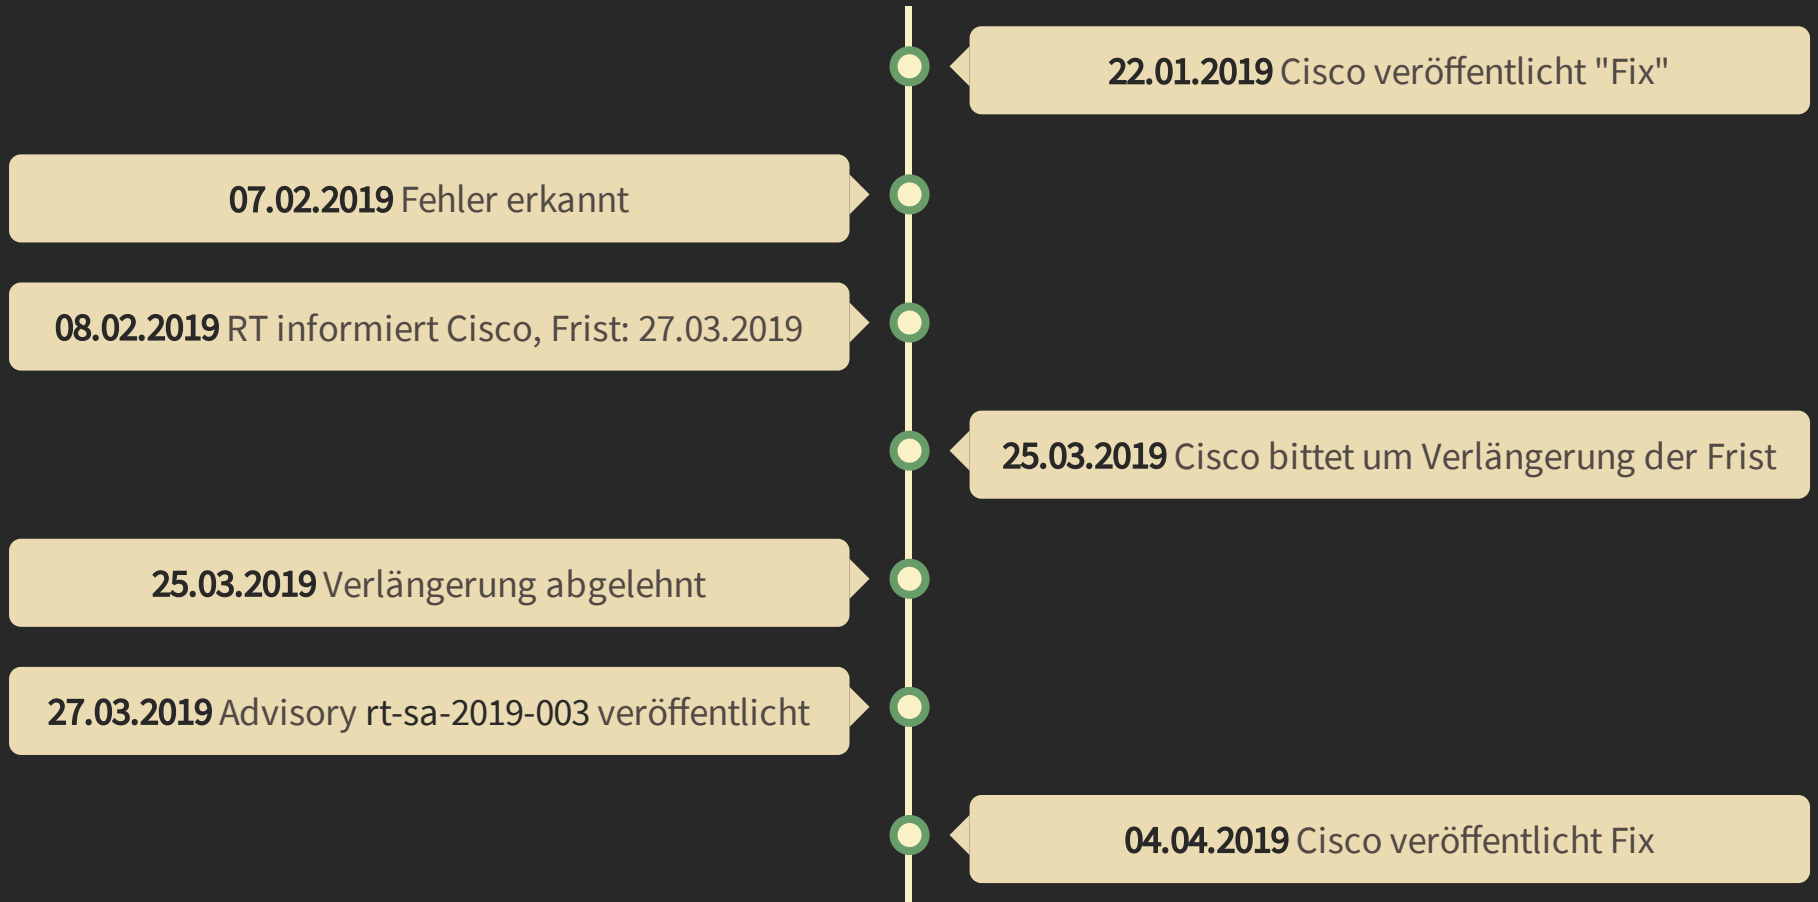 22.01.2019 Cisco veröffentlicht "Fix"
07.02.2019 Fehler erkannt
08.02.2019 RT informiert Cisco, Frist: 27.03.2019
25.03.2019 Cisco bittet um Verlängerung der Frist
25.03.2019 Verlängerung abgelehnt
27.03.2019 Advisory rt-sa-2019-003 veröffentlicht
04.04.2019 Cisco veröffentlicht Fix